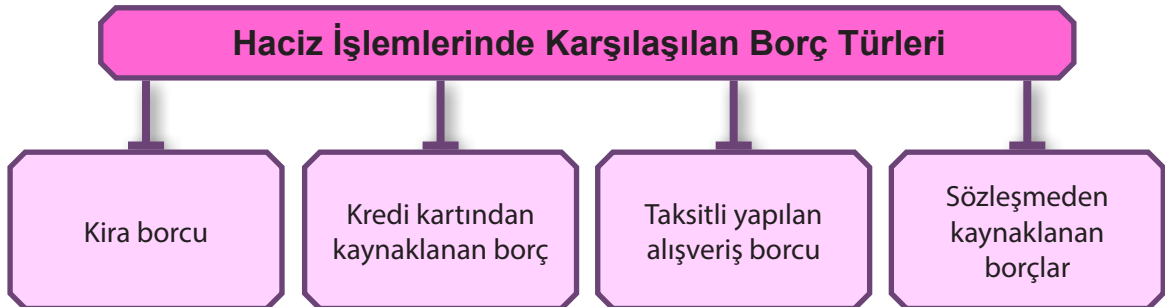 Haciz İşlemlerinde Karşılaşılan Borç Türleri
Kira borcu
Kredi kartından
kaynaklanan borç
Taksitli yapılan
alışveriş borcu
Sözleşmeden
kaynaklanan
borçlar